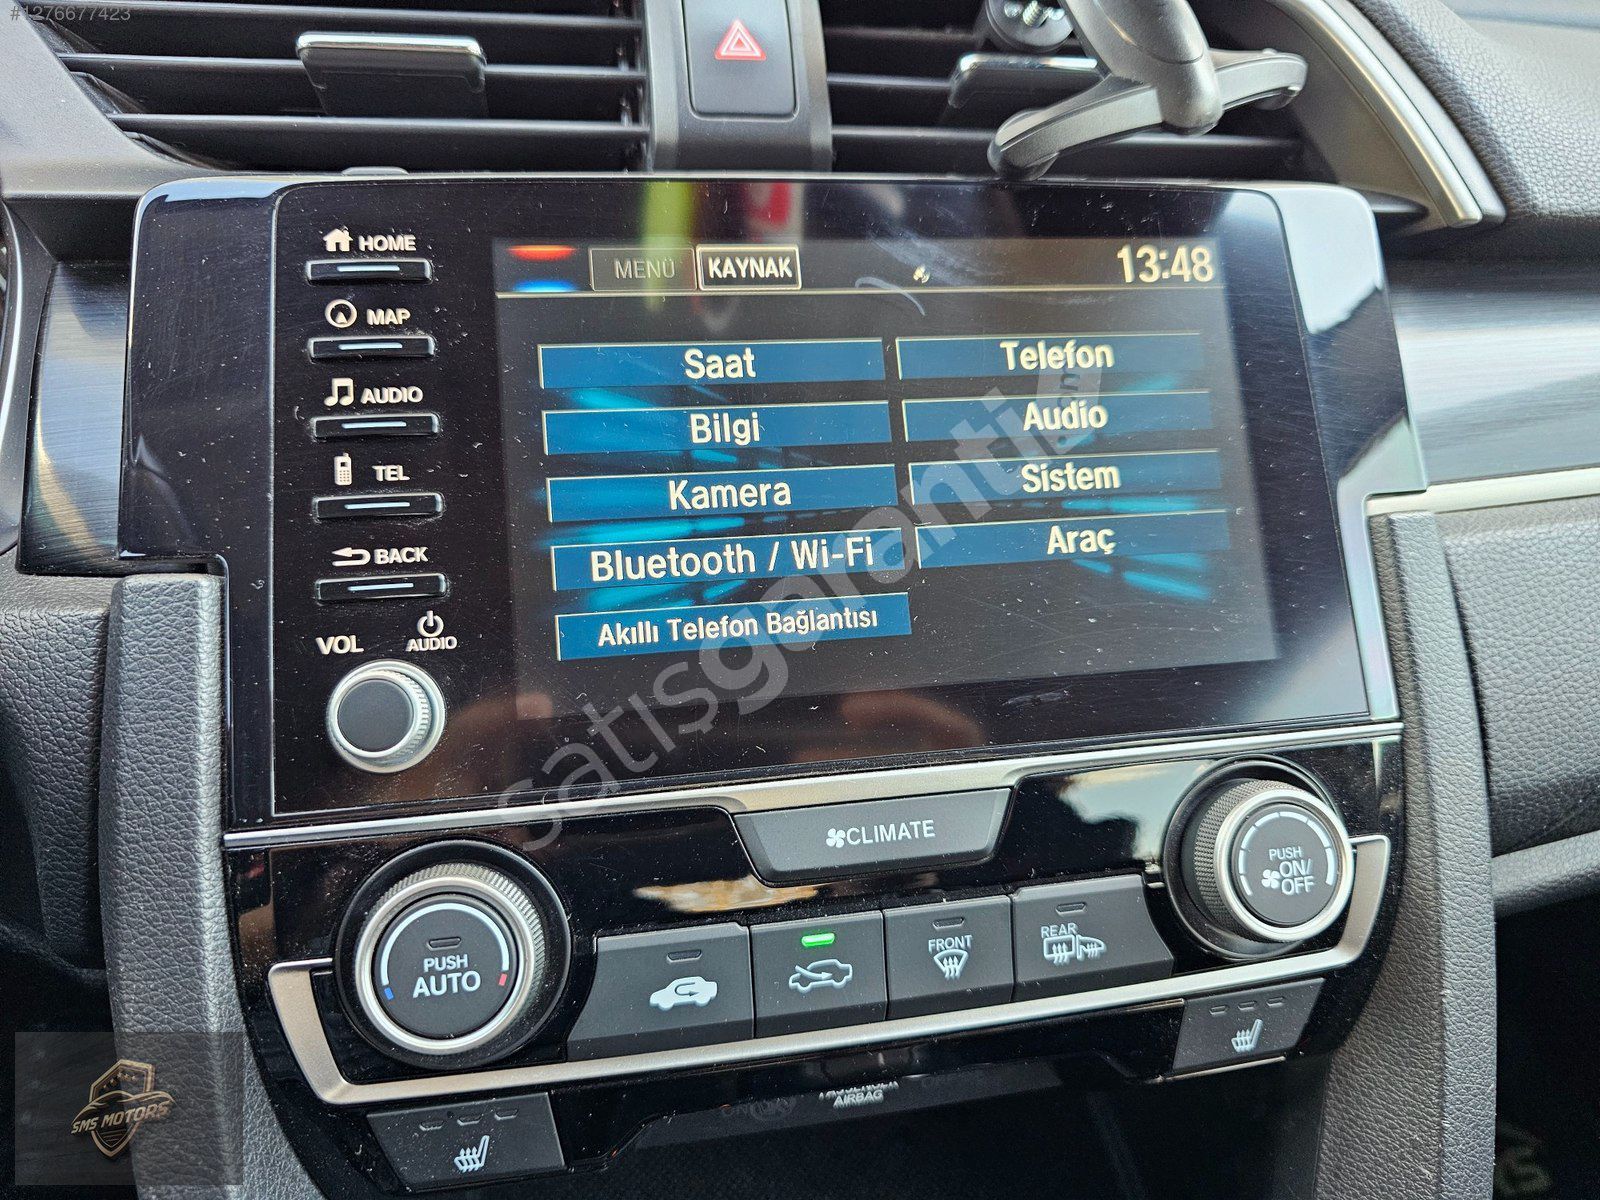 #1276677423
HOME
MENÜ
KAYNAK
13:48
MAP
Saat
Telefon
AUDIO
Bilgi
Audio
TEL
Kamera
Sistem
BACK
Bluetooth / Wi-Fi
Araç
Akıllı Telefon Bağlantısı
VOL
AUDIO
satışgaranti
CLIMATE
PUSH
ON/
OFF
PUSH
AUTO
FRONT
REAR
AIRBAG
SMS MOTORS